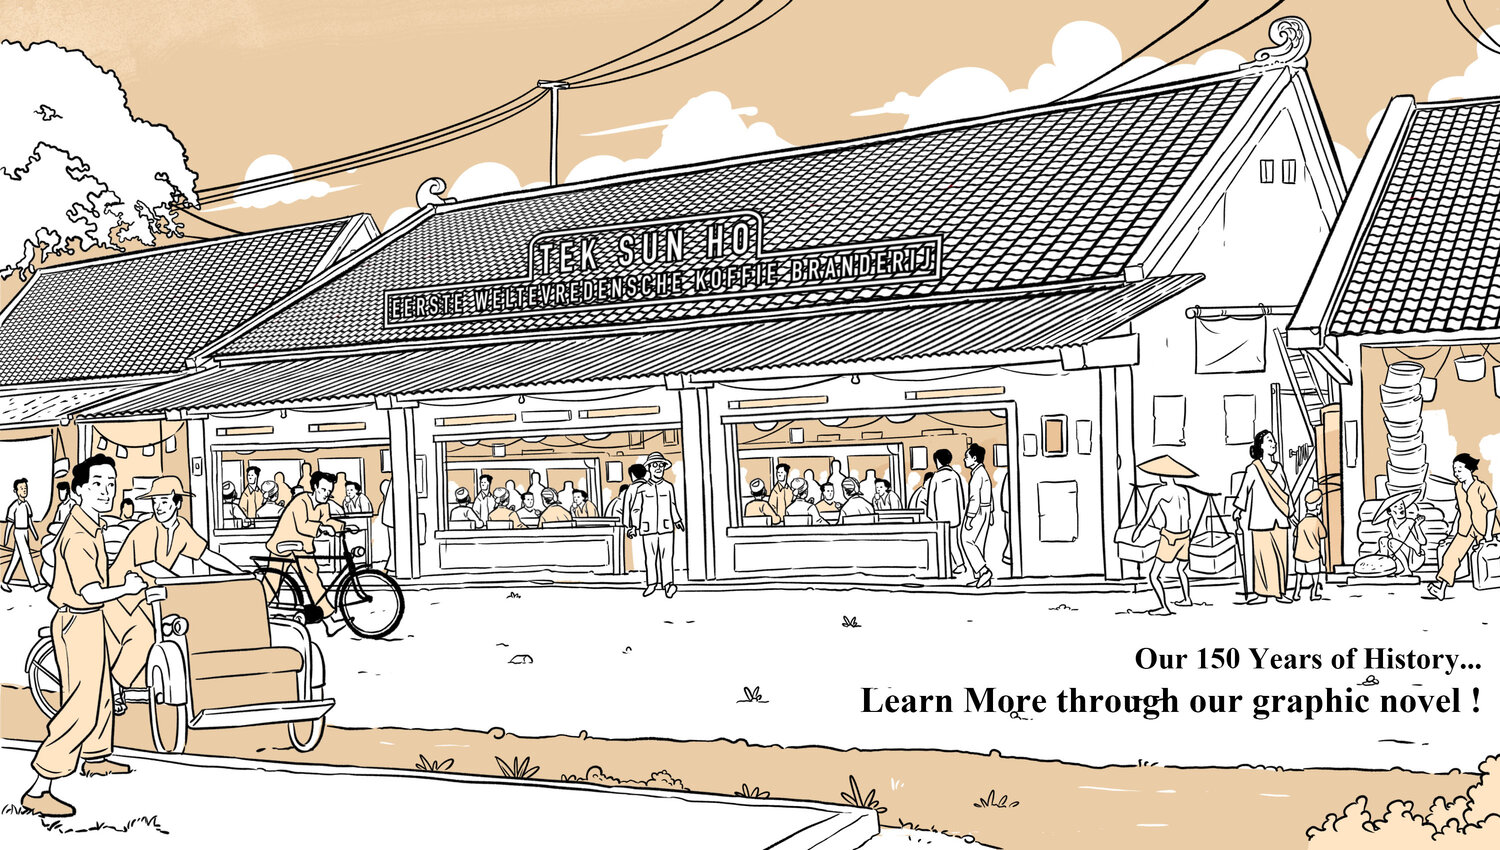 TEK SUN HO
EERSTE WELTEVREDENSCHE KOFFIE BRANDERIJ
Our 150 Years of History...
Learn More through our graphic novel !